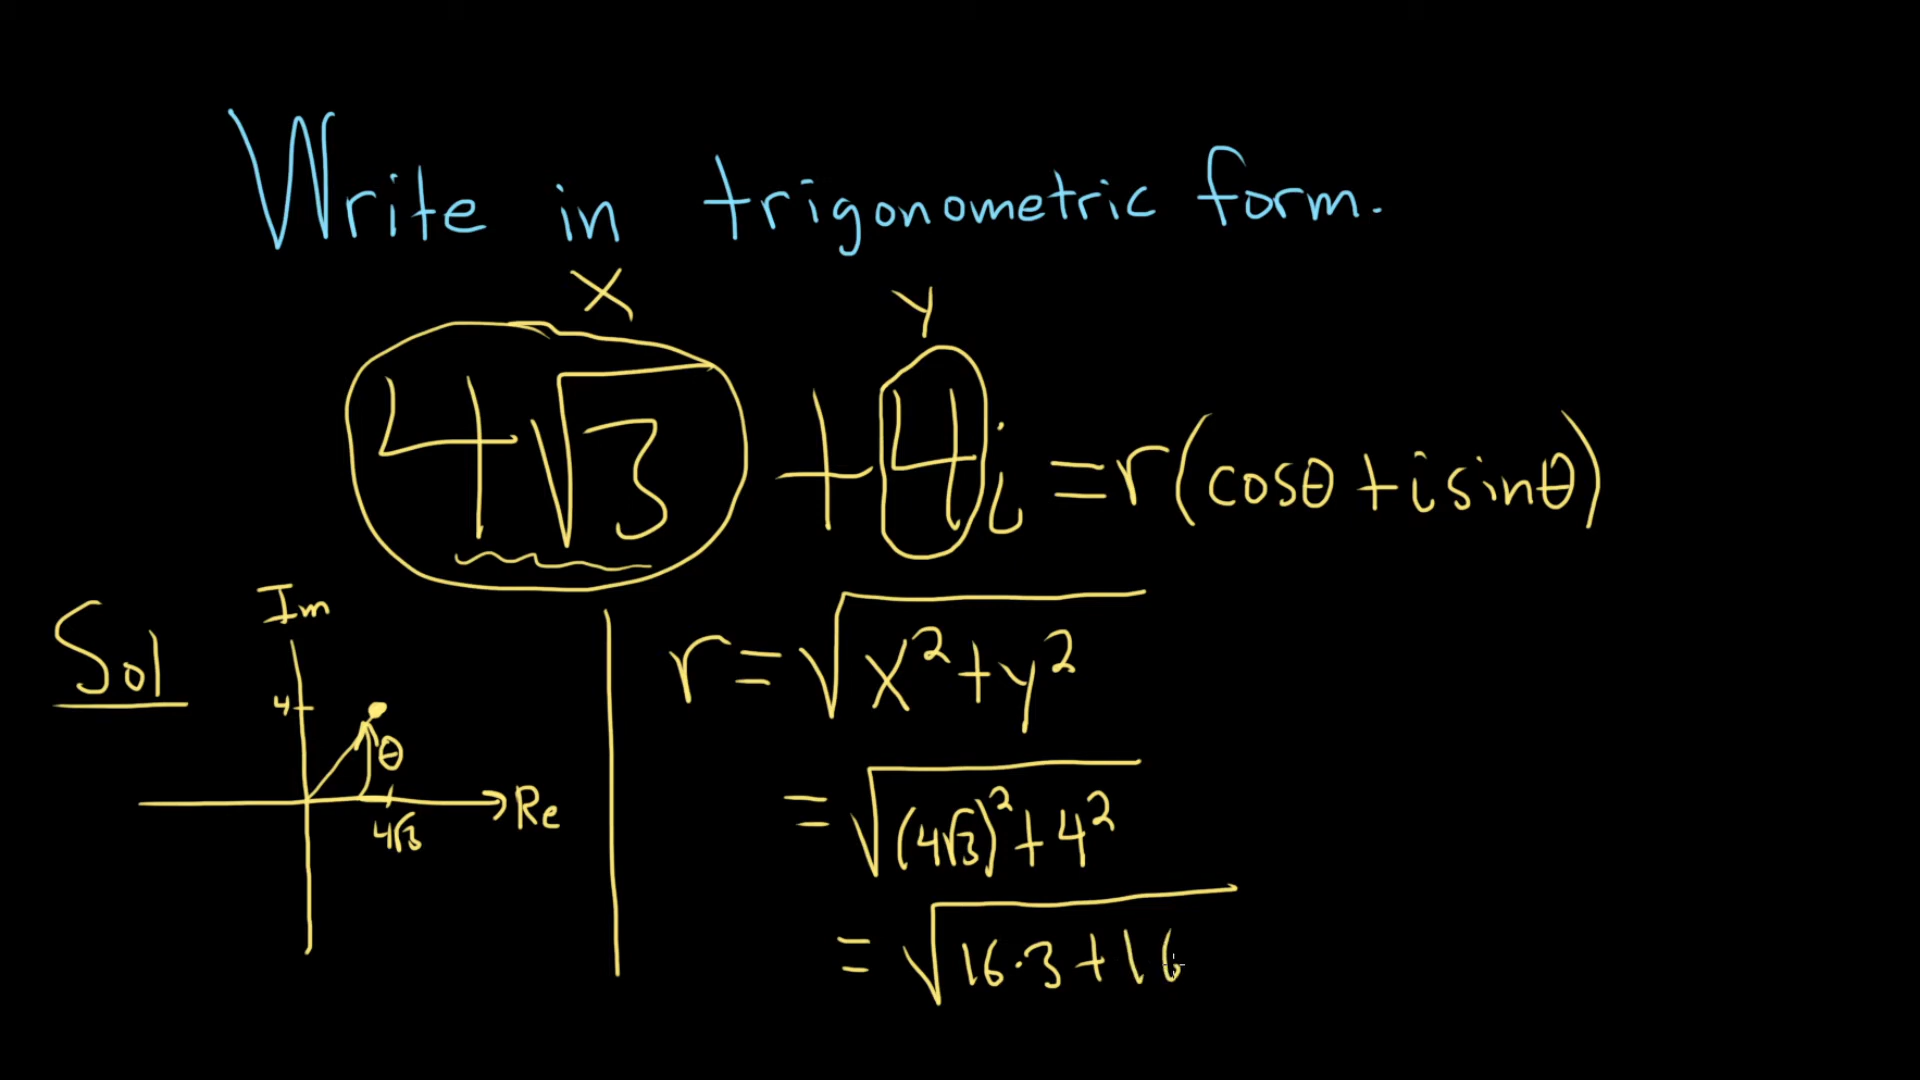 Write in trigonometric form.
X
Y
4√3 + 4i = r(cosθ + i sinθ)
Sol
Im
4
θ
Re
4√3
r = √(x² + y²)
= √((4√3)² + 4²)
= √(16·3 + 16)